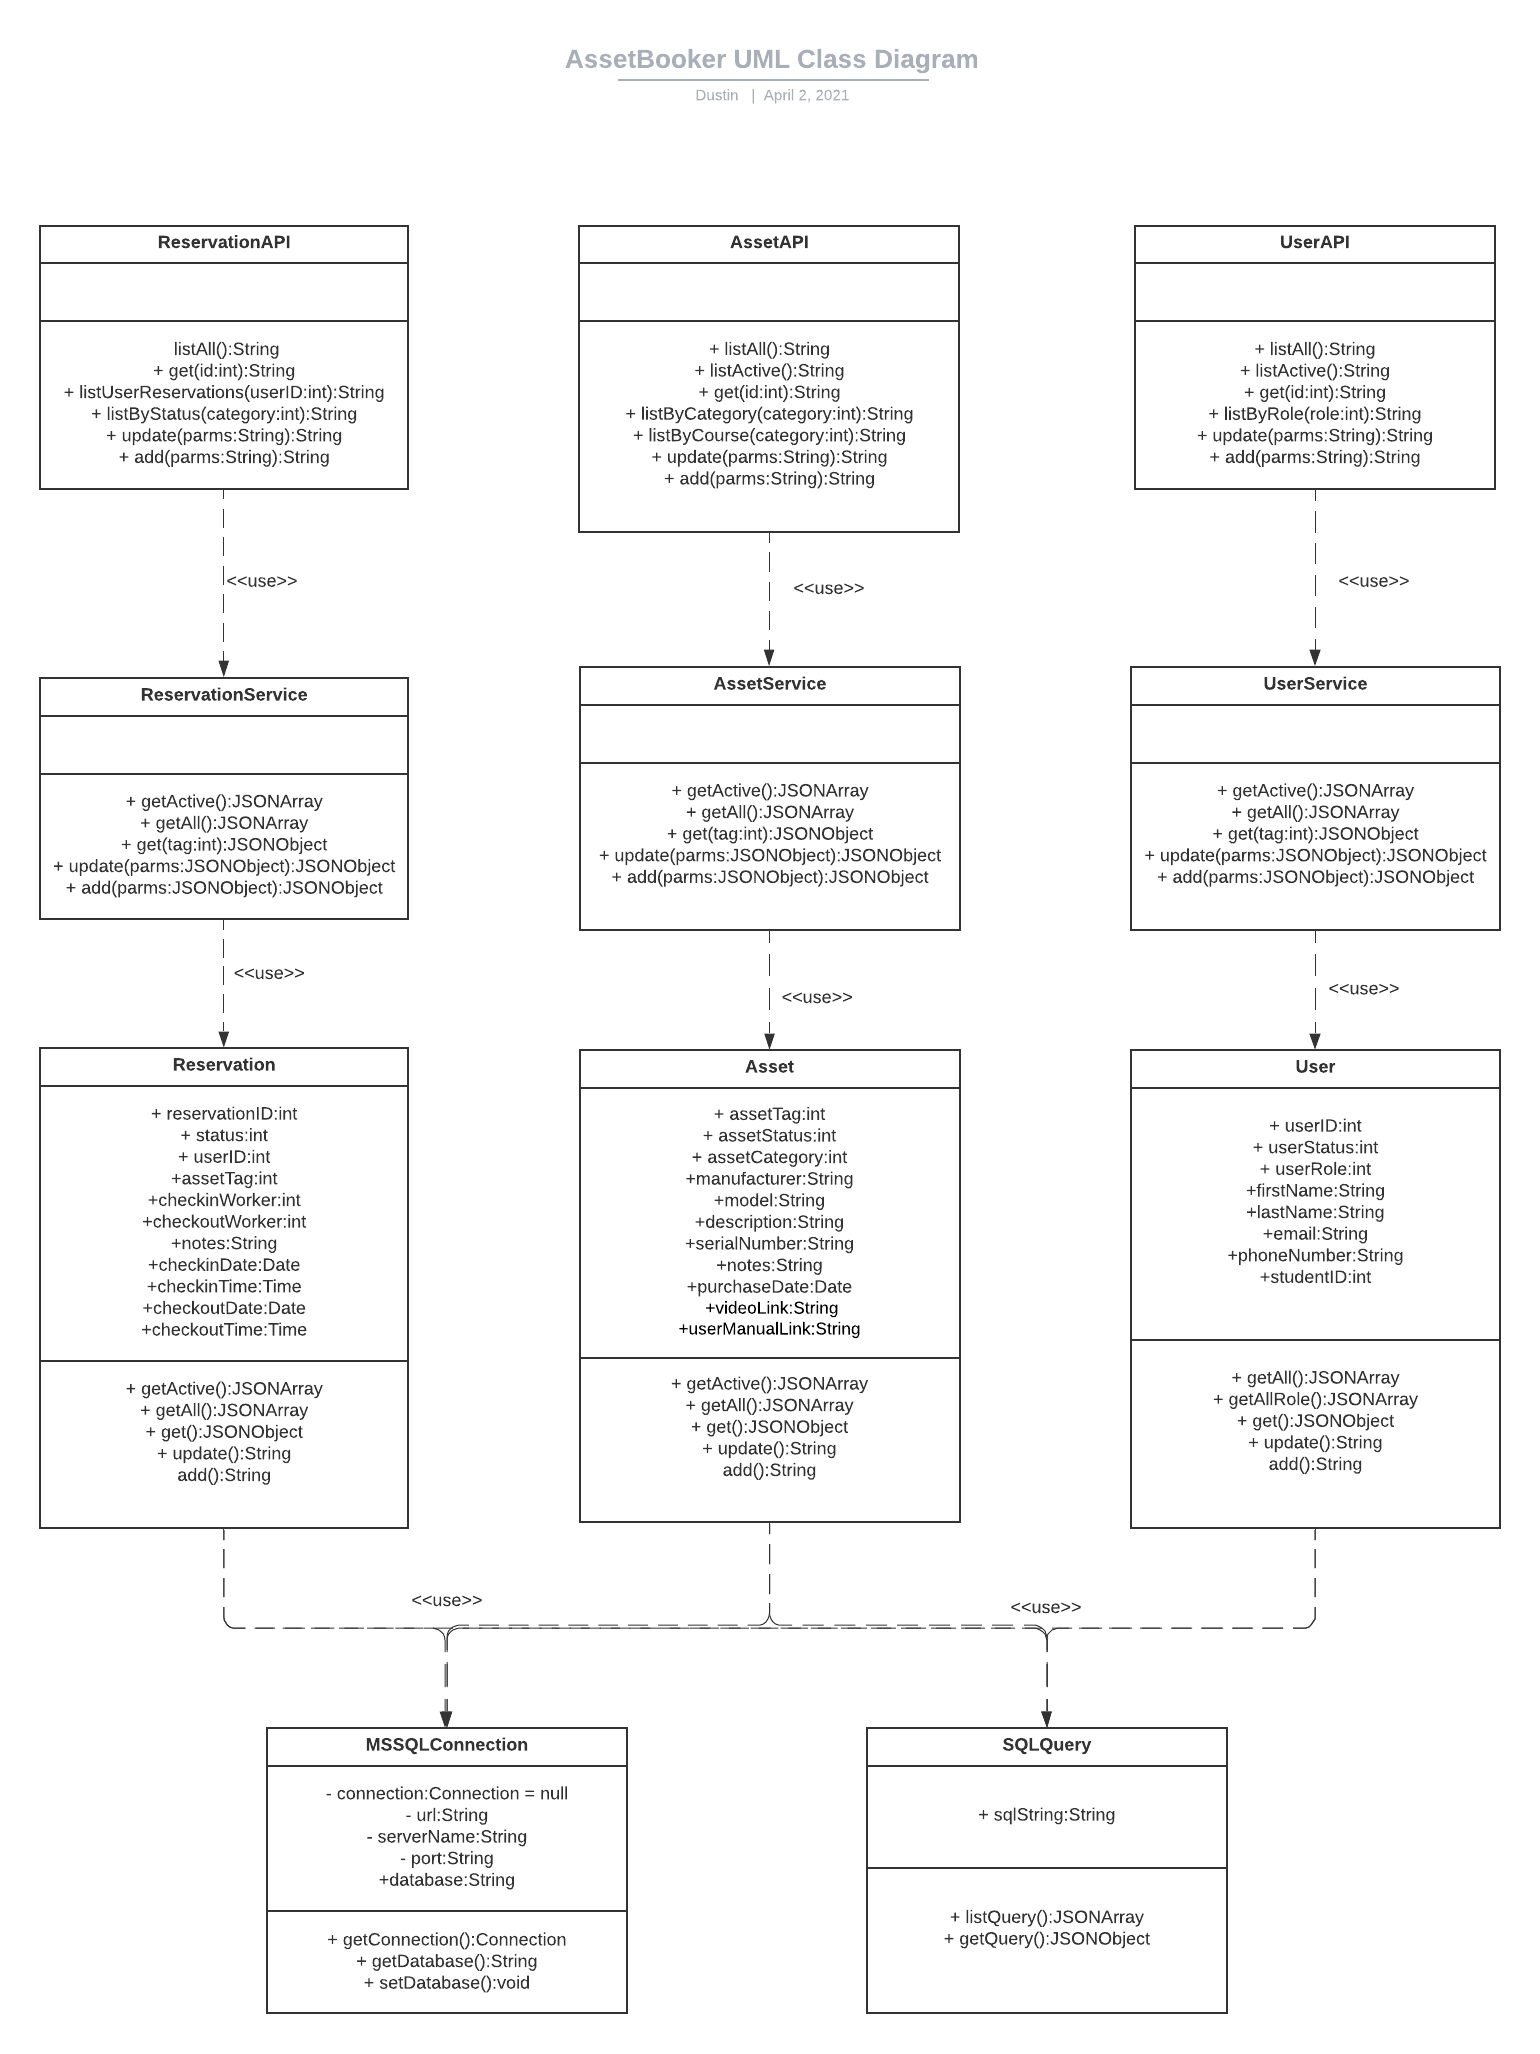 AssetBooker UML Class Diagram
Dustin | April 2, 2021
ReservationAPI
listAll():String
+ get(id:int):String
+ listUserReservations(userID:int):String
+ listByStatus(category:int):String
+ update(parms:String):String
+ add(parms:String):String
AssetAPI
+ listAll():String
+ listActive():String
+ get(id:int):String
+ listByCategory(category:int):String
+ listByCourse(category:int):String
+ update(parms:String):String
+ add(parms:String):String
UserAPI
+ listAll():String
+ listActive():String
+ get(id:int):String
+ listByRole(role:int):String
+ update(parms:String):String
+ add(parms:String):String
<<use>>
<<use>>
<<use>>
ReservationService
+ getActive():JSONArray
+ getAll():JSONArray
+ get(tag:int):JSONObject
+ update(parms:JSONObject):JSONObject
+ add(parms:JSONObject):JSONObject
AssetService
+ getActive():JSONArray
+ getAll():JSONArray
+ get(tag:int):JSONObject
+ update(parms:JSONObject):JSONObject
+ add(parms:JSONObject):JSONObject
UserService
+ getActive():JSONArray
+ getAll():JSONArray
+ get(tag:int):JSONObject
+ update(parms:JSONObject):JSONObject
+ add(parms:JSONObject):JSONObject
<<use>>
<<use>>
<<use>>
Reservation
+ reservationID:int
+ status:int
+ userID:int
+assetTag:int
+checkinWorker:int
+checkoutWorker:int
+notes:String
+checkinDate:Date
+checkinTime:Time
+checkoutDate:Date
+checkoutTime:Time
+ getActive():JSONArray
+ getAll():JSONArray
+ get():JSONObject
+ update():String
add():String
Asset
+ assetTag:int
+ assetStatus:int
+ assetCategory:int
+manufacturer:String
+model:String
+description:String
+serialNumber:String
+notes:String
+purchaseDate:Date
+videoLink:String
+userManualLink:String
+ getActive():JSONArray
+ getAll():JSONArray
+ get():JSONObject
+ update():String
add():String
User
+ userID:int
+ userStatus:int
+ userRole:int
+firstName:String
+lastName:String
+email:String
+phoneNumber:String
+studentID:int
+ getAll():JSONArray
+ getAllRole():JSONArray
+ get():JSONObject
+ update():String
add():String
<<use>>
<<use>>
MSSQLConnection
- connection:Connection = null
- url:String
- serverName:String
- port:String
+database:String
+ getConnection():Connection
+ getDatabase():String
+ setDatabase():void
SQLQuery
+ sqlString:String
+ listQuery():JSONArray
+ getQuery():JSONObject